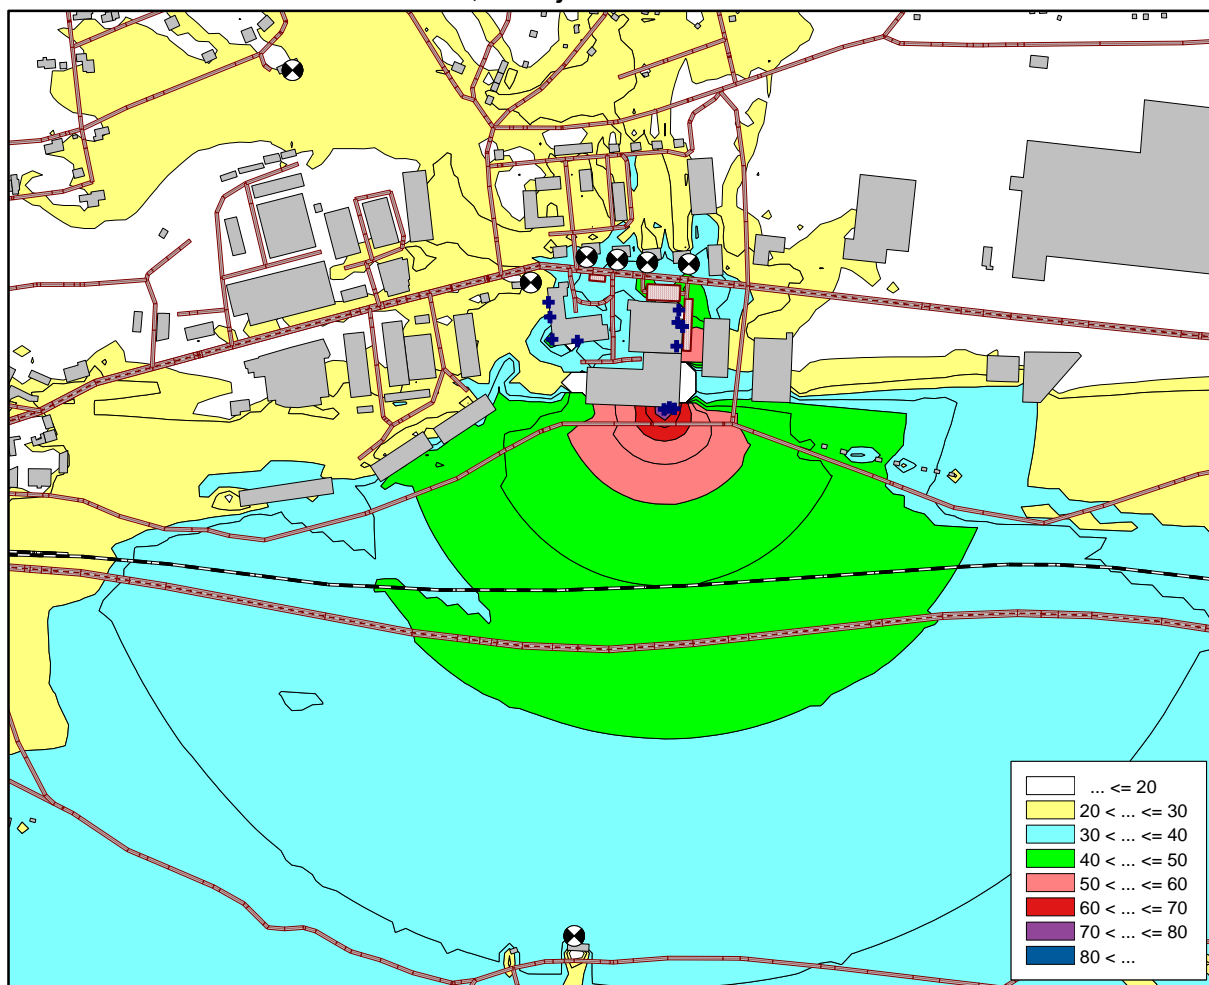 ... <= 20
20 < ... <= 30
30 < ... <= 40
40 < ... <= 50
50 < ... <= 60
60 < ... <= 70
70 < ... <= 80
80 < ...